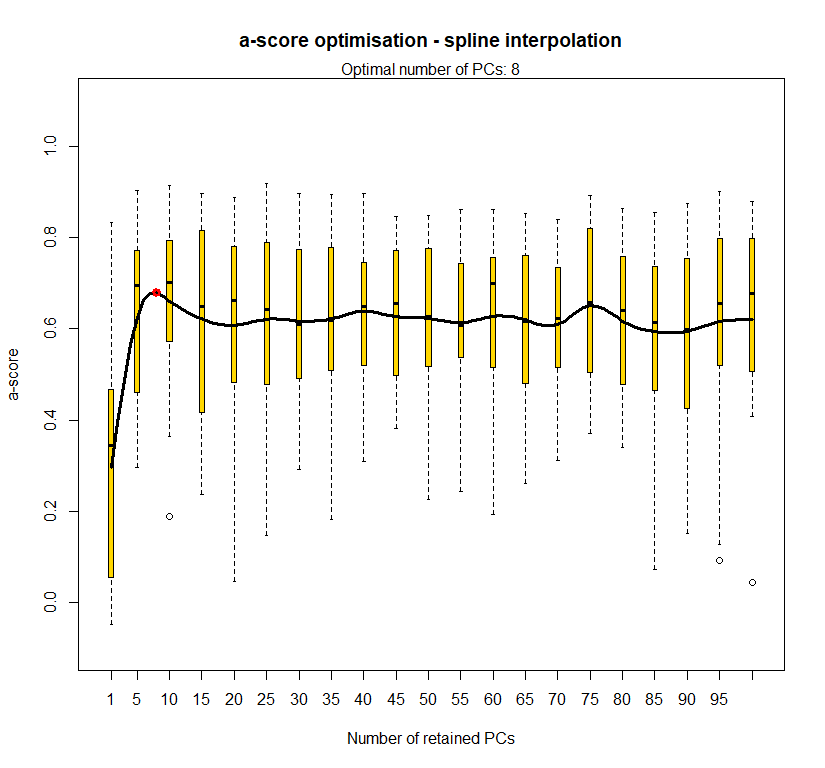 a-score optimisation - spline interpolation
Optimal number of PCs: 8
a-score
1.0
0.8
0.6
0.4
0.2
0.0
1 5 10 15 20 25 30 35 40 45 50 55 60 65 70 75 80 85 90 95
Number of retained PCs